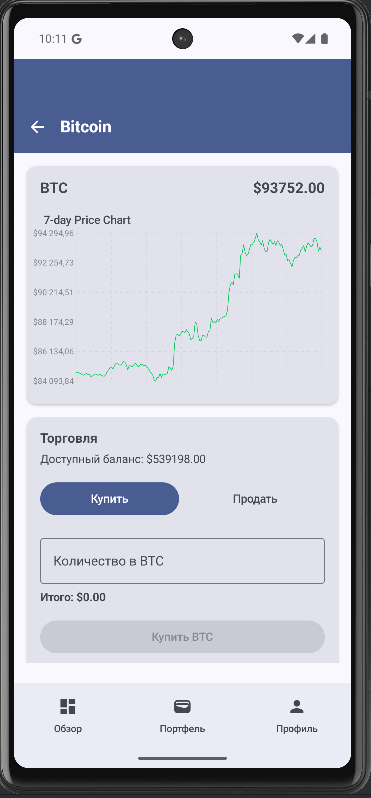 10:11 G
Bitcoin
BTC $93752.00
7-day Price Chart
$94 294,96
$92 254,73
$90 214,51
$88 174,29
$86 134,06
$84 093,84
Торговля
Доступный баланс: $539198.00
Купить Продать
Количество в BTC
Итого: $0.00
Купить BTC
Обзор Портфель Профиль